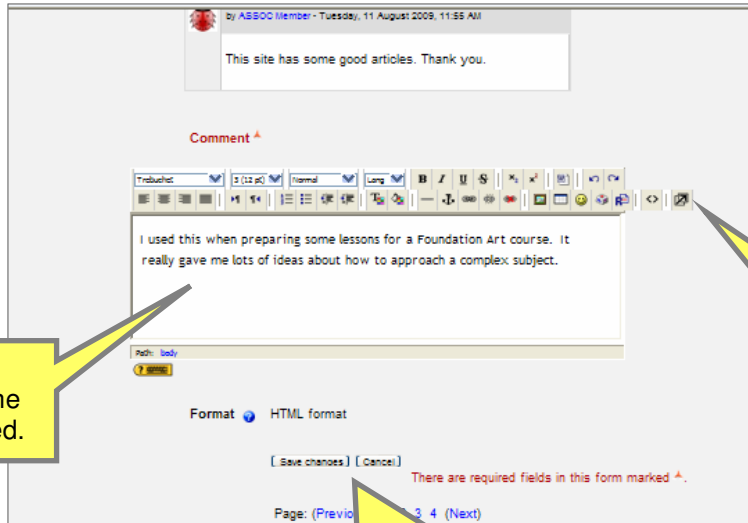 by ASSOC Member - Tuesday, 11 August 2009, 11:55 AM
This site has some good articles. Thank you.
Comment
Trebuchet 3 (12 pt) Normal Lang B I U S x₂ x²
I used this when preparing some lessons for a Foundation Art course. It
really gave me lots of ideas about how to approach a complex subject.
Path: body
Format HTML format
Save changes Cancel
There are required fields in this form marked .
Page: (Previo 3 4 (Next)